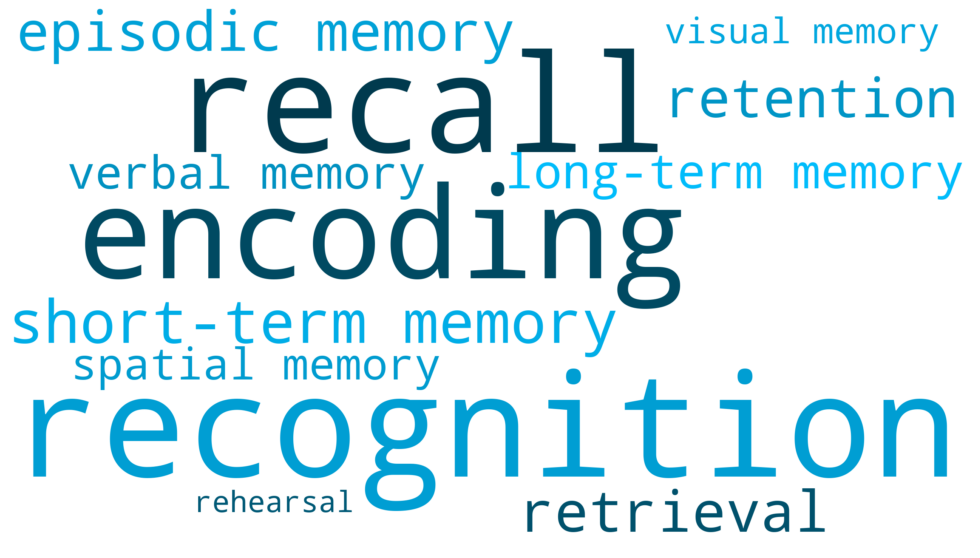 episodic memory
visual memory
recall
retention
verbal memory
long-term memory
encoding
short-term memory
spatial memory
recognition
rehearsal
retrieval